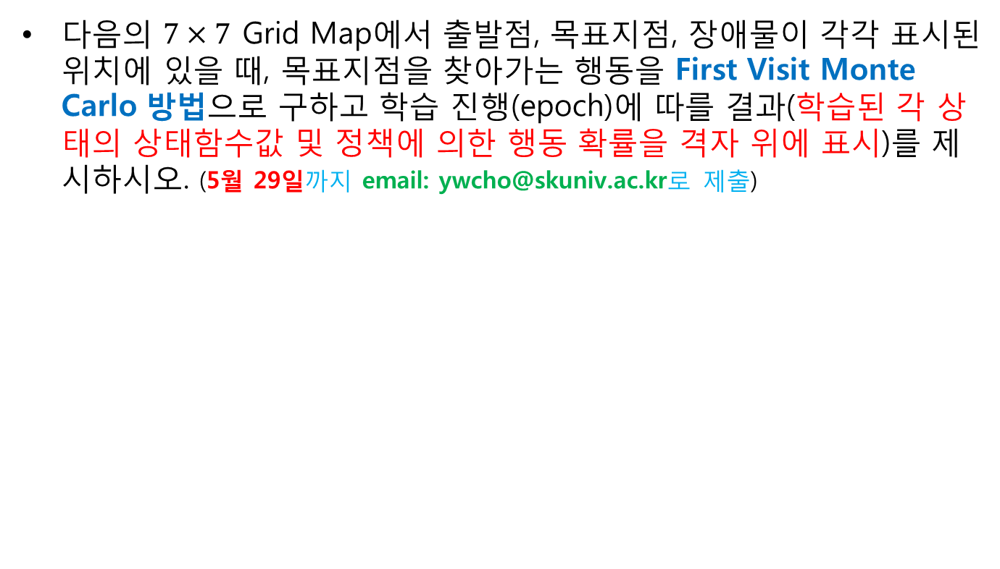 • 다음의 7 × 7 Grid Map에서 출발점, 목표지점, 장애물이 각각 표시된
위치에 있을 때, 목표지점을 찾아가는 행동을 First Visit Monte
Carlo 방법으로 구하고 학습 진행(epoch)에 따를 결과(학습된 각 상
태의 상태함수값 및 정책에 의한 행동 확률을 격자 위에 표시)를 제
시하시오. (5월 29일까지 email: ywcho@skuniv.ac.kr로 제출)